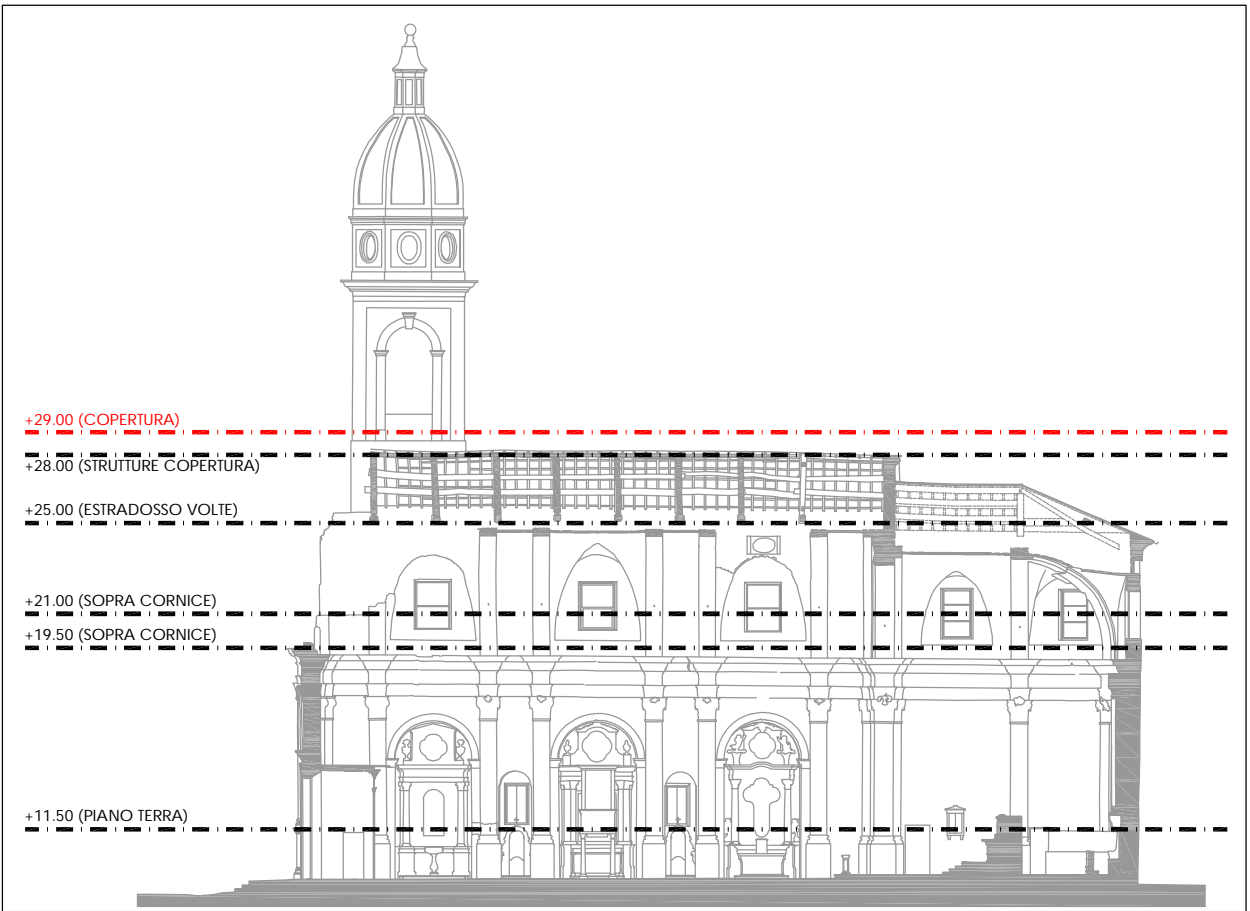 +29.00 (COPERTURA)
+28.00 (STRUTTURE COPERTURA)
+25.00 (ESTRADOSSO VOLTE)
+21.00 (SOPRA CORNICE)
+19.50 (SOPRA CORNICE)
+11.50 (PIANO TERRA)